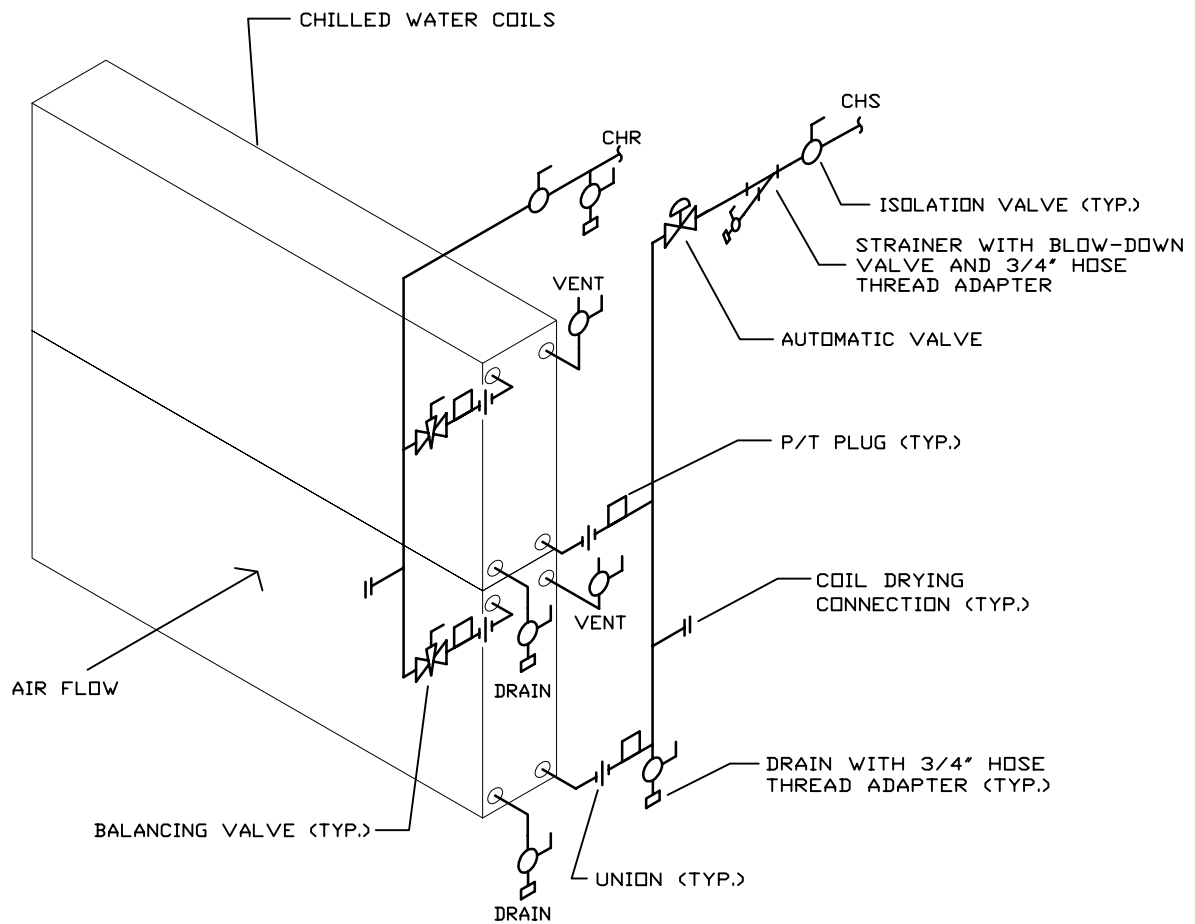 CHILLED WATER COILS
CHS
CHR
ISOLATION VALVE (TYP.)
STRAINER WITH BLOW-DOWN
VALVE AND 3/4" HOSE
THREAD ADAPTER
VENT
AUTOMATIC VALVE
P/T PLUG (TYP.)
COIL DRYING
CONNECTION (TYP.)
VENT
AIR FLOW
DRAIN
DRAIN WITH 3/4" HOSE
THREAD ADAPTER (TYP.)
BALANCING VALVE (TYP.)
UNION (TYP.)
DRAIN